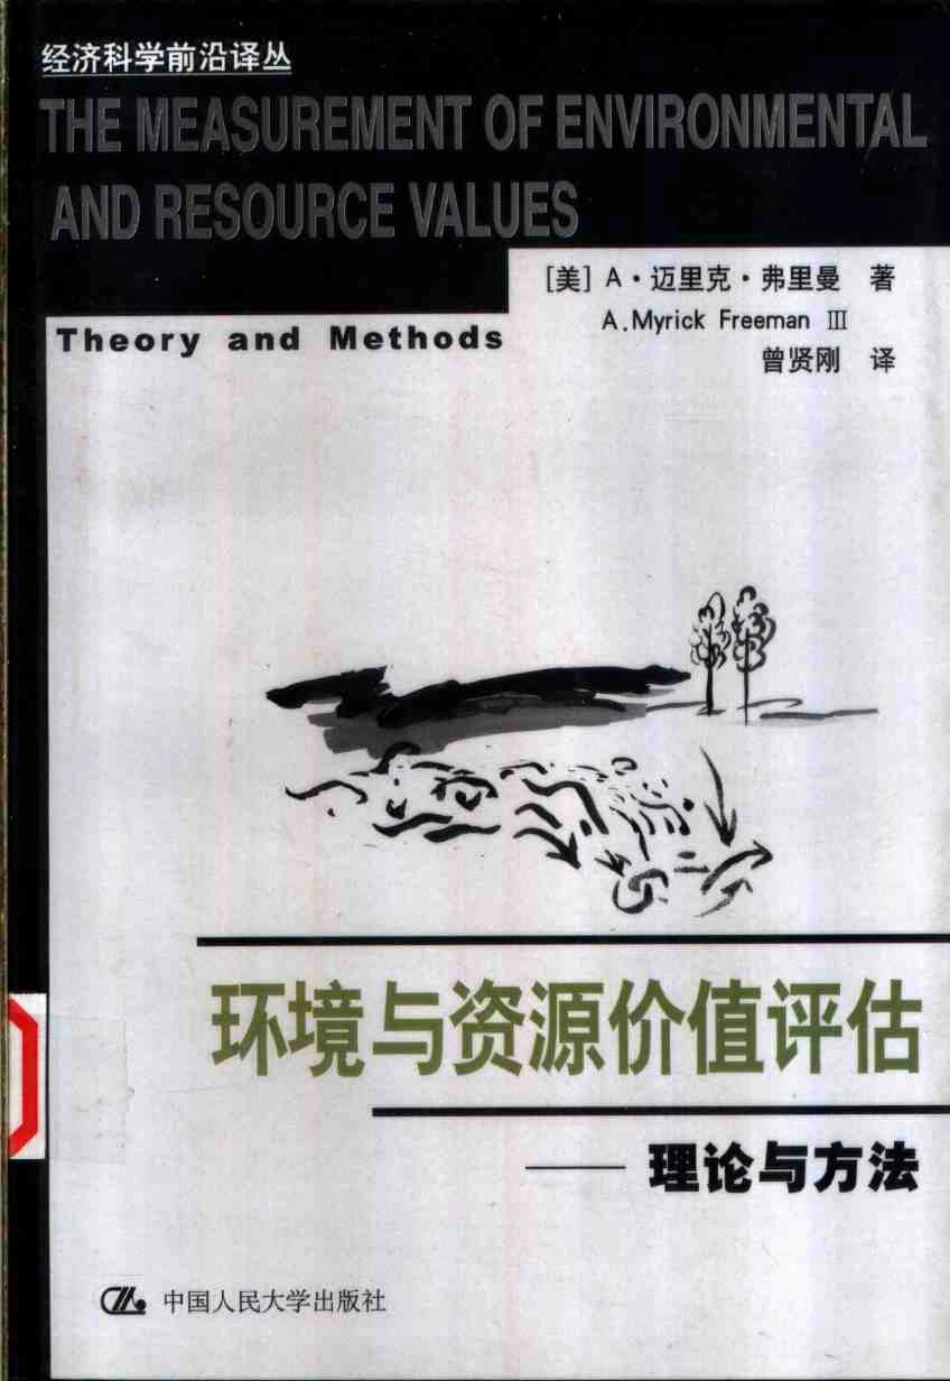 经济科学前沿译丛
THE MEASUREMENT OF ENVIRONMENTAL
AND RESOURCE VALUES
[美] A·迈里克·弗里曼 著
A.Myrick Freeman III
曾贤刚 译
Theory and Methods
环境与资源价值评估
——理论与方法
中国人民大学出版社